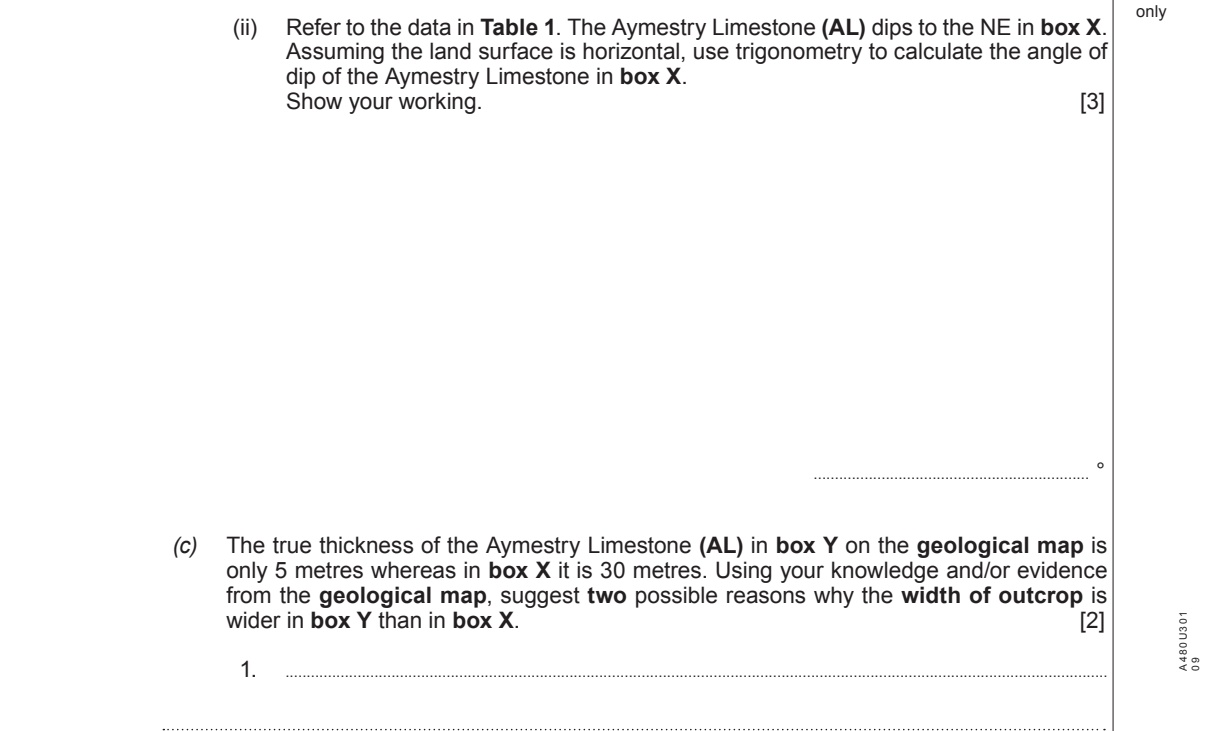 only
(ii) Refer to the data in Table 1. The Aymestry Limestone (AL) dips to the NE in box X.
Assuming the land surface is horizontal, use trigonometry to calculate the angle of
dip of the Aymestry Limestone in box X.
Show your working. [3]
°
(c) The true thickness of the Aymestry Limestone (AL) in box Y on the geological map is
only 5 metres whereas in box X it is 30 metres. Using your knowledge and/or evidence
from the geological map, suggest two possible reasons why the width of outcrop is
wider in box Y than in box X. [2]
1.
A480U301
09